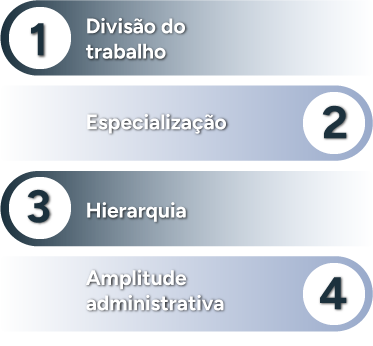 1
Divisão do
trabalho
Especialização
2
3
Hierarquia
Amplitude
administrativa
4